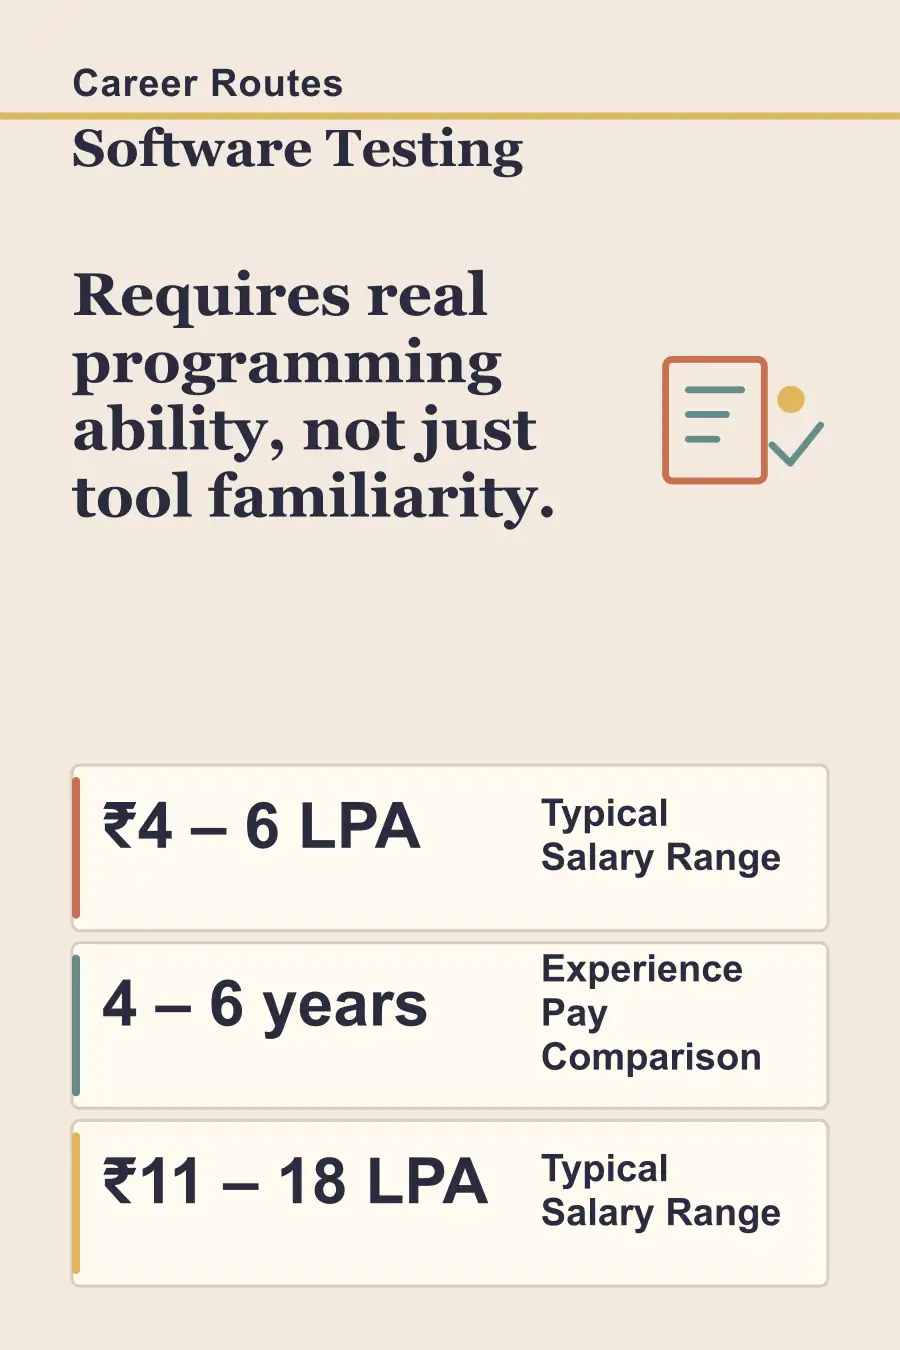 Career Routes
Software Testing
Requires real
programming
ability, not just
tool familiarity.
₹4 – 6 LPA
Typical
Salary Range
4 – 6 years
Experience
Pay
Comparison
₹11 – 18 LPA
Typical
Salary Range